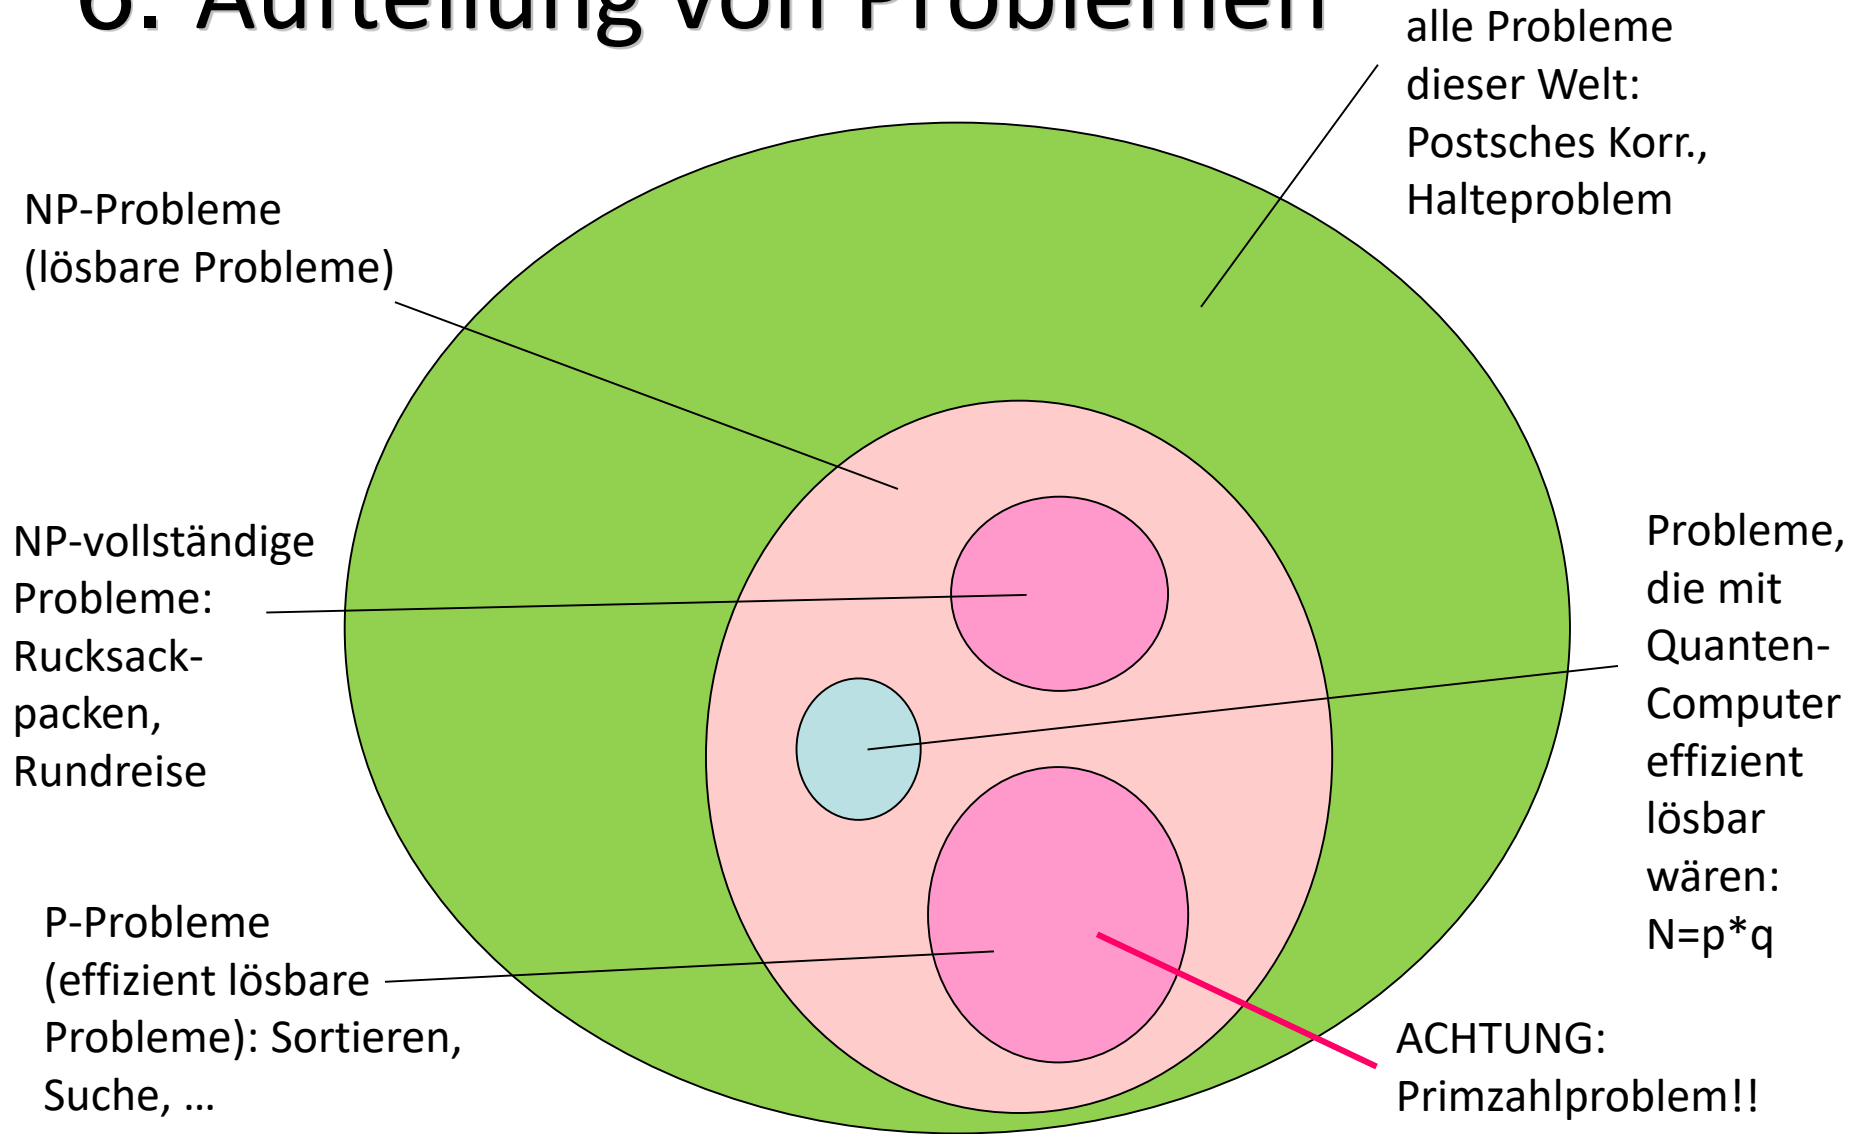 6. Aufteilung von Problemen
alle Probleme
dieser Welt:
Postsches Korr.,
Halteproblem
NP-Probleme
(lösbare Probleme)
NP-vollständige
Probleme:
Rucksack-
packen,
Rundreise
Probleme,
die mit
Quanten-
Computer
effizient
lösbar
wären:
N=p*q
P-Probleme
(effizient lösbare
Probleme): Sortieren,
Suche, ...
ACHTUNG:
Primzahlproblem!!